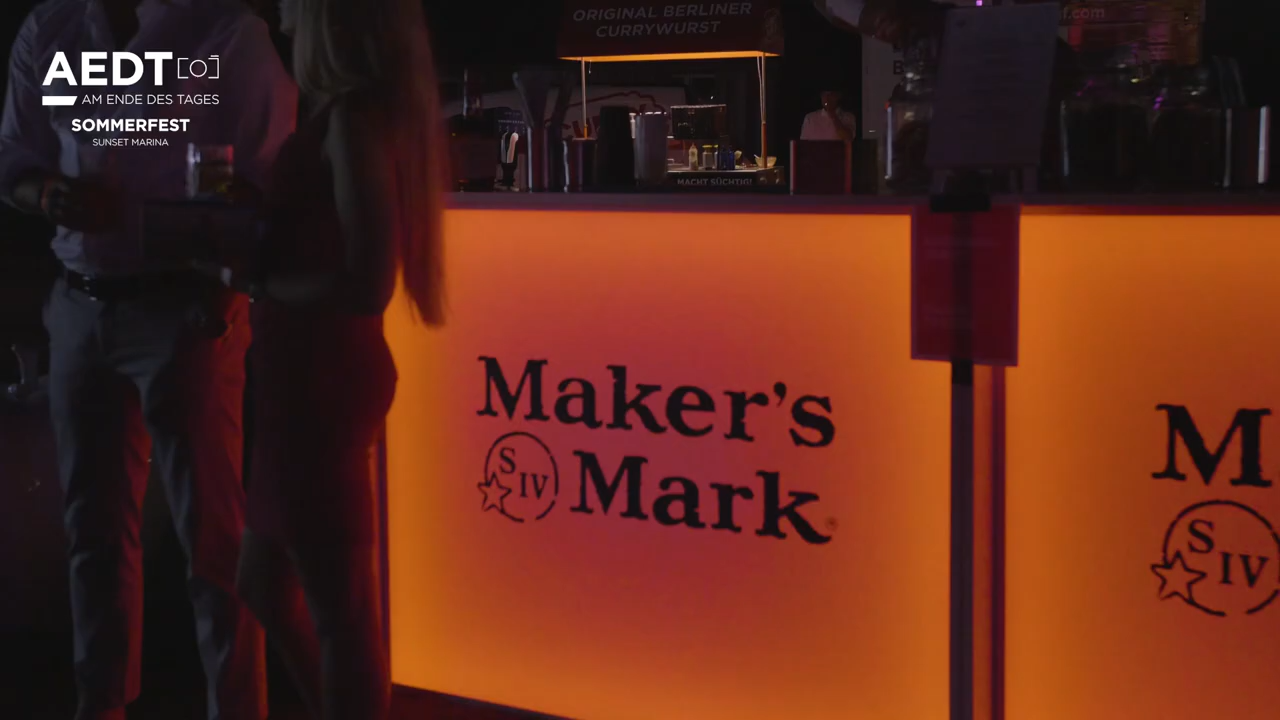 AEDT
AM ENDE DES TAGES
SOMMERFEST
SUNSET MARINA
ORIGINAL BERLINER
CURRYWURST
MACHT SÜCHTIG!
Maker's
S IV Mark
M
S IV